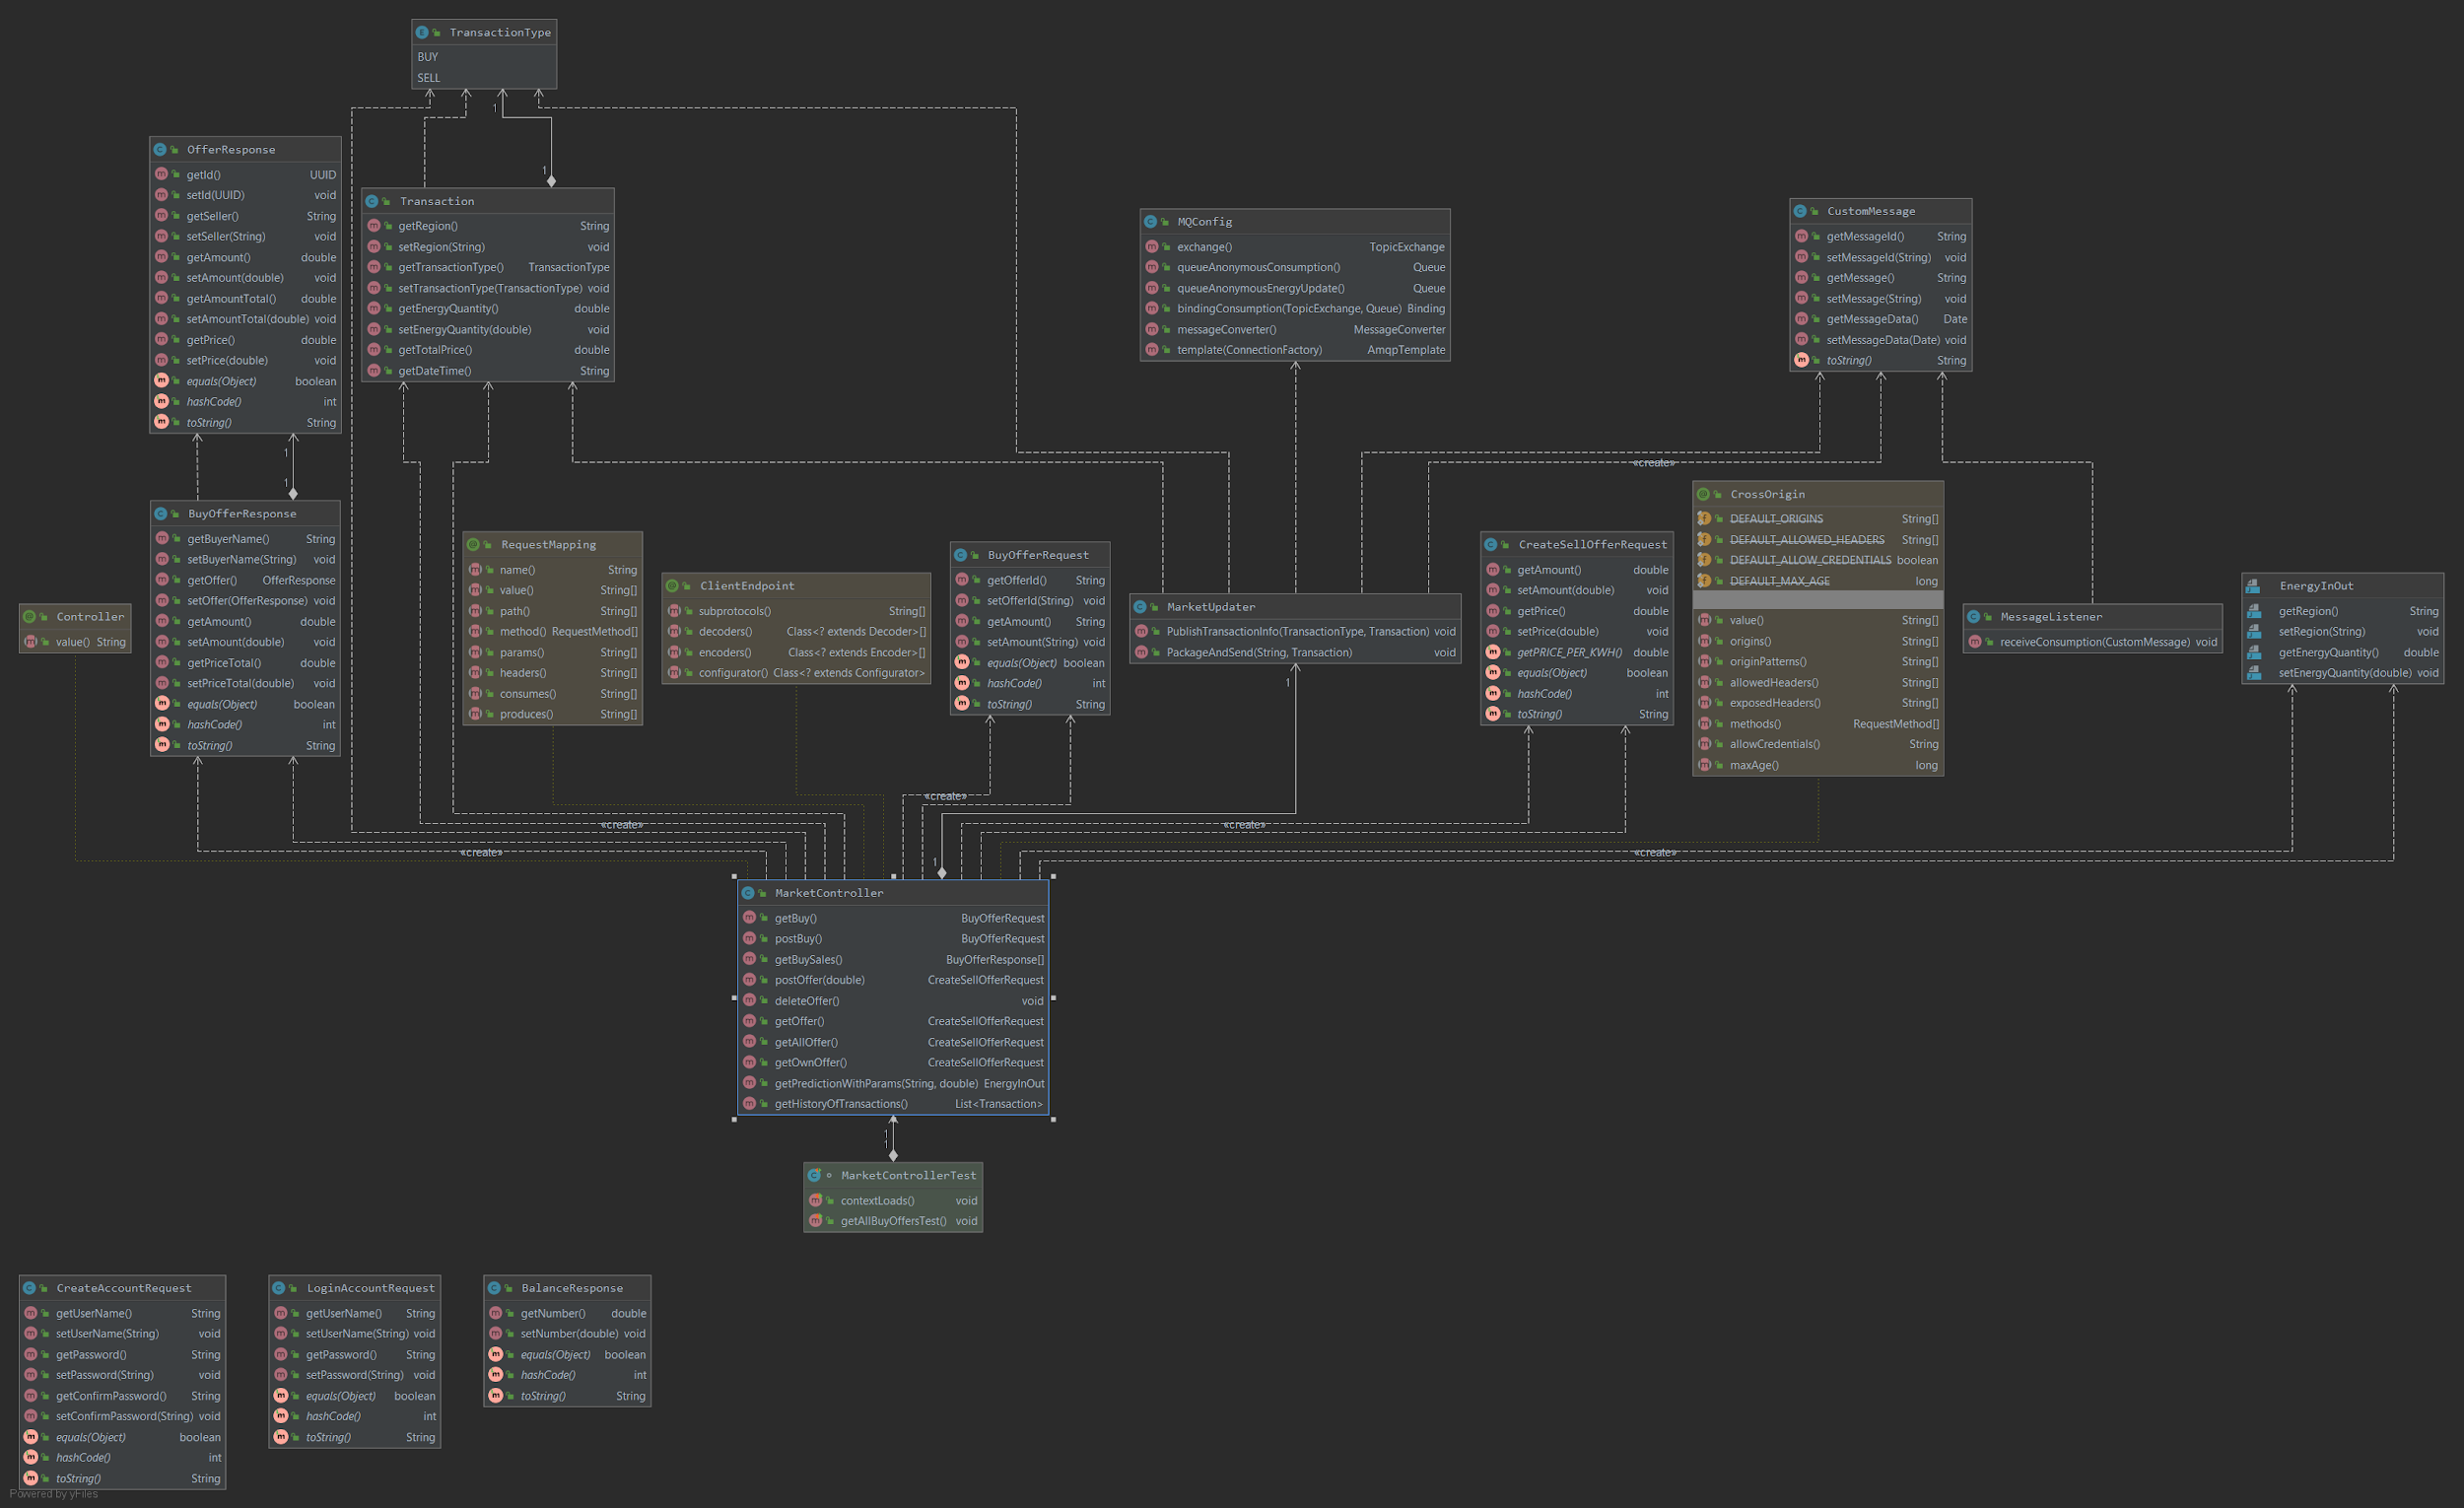 TransactionType
BUY
SELL
1
1
OfferResponse
getId() UUID
setId(UUID) void
getSeller() String
setSeller(String) void
getAmount() double
setAmount(double) void
getAmountTotal() double
setAmountTotal(double) void
getPrice() double
setPrice(double) void
equals(Object) boolean
hashCode() int
toString() String
1
1
Transaction
getRegion() String
setRegion(String) void
getTransactionType() TransactionType
setTransactionType(TransactionType) void
getEnergyQuantity() double
setEnergyQuantity(double) void
getTotalPrice() double
getDateTime() String
MQConfig
exchange() TopicExchange
queueAnonymousConsumption() Queue
queueAnonymousEnergyUpdate() Queue
bindingConsumption(TopicExchange, Queue) Binding
messageConverter() MessageConverter
template(ConnectionFactory) AmqpTemplate
CustomMessage
getMessageId() String
setMessageId(String) void
getMessage() String
setMessage(String) void
getMessageData() Date
setMessageData(Date) void
toString() String
«create»
BuyOfferResponse
getBuyerName() String
setBuyerName(String) void
getOffer() OfferResponse
setOffer(OfferResponse) void
getAmount() double
setAmount(double) void
getPriceTotal() double
setPriceTotal(double) void
equals(Object) boolean
hashCode() int
toString() String
Controller
value() String
RequestMapping
name() String
value() String[]
path() String[]
method() RequestMethod[]
params() String[]
headers() String[]
consumes() String[]
produces() String[]
ClientEndpoint
subprotocols() String[]
decoders() Class<? extends Decoder>[]
encoders() Class<? extends Encoder>[]
configurator() Class<? extends Configurator>
BuyOfferRequest
getOfferId() String
setOfferId(String) void
getAmount() String
setAmount(String) void
equals(Object) boolean
hashCode() int
toString() String
MarketUpdater
PublishTransactionInfo(TransactionType, Transaction) void
PackageAndSend(String, Transaction) void
1
CreateSellOfferRequest
getAmount() double
setAmount(double) void
getPrice() double
setPrice(double) void
getPRICE_PER_KWH() double
equals(Object) boolean
hashCode() int
toString() String
CrossOrigin
DEFAULT_ORIGINS String[]
DEFAULT_ALLOWED_HEADERS String[]
DEFAULT_ALLOW_CREDENTIALS boolean
DEFAULT_MAX_AGE long
value() String[]
origins() String[]
originPatterns() String[]
allowedHeaders() String[]
exposedHeaders() String[]
methods() RequestMethod[]
allowCredentials() String
maxAge() long
MessageListener
receiveConsumption(CustomMessage) void
EnergyInOut
getRegion() String
setRegion(String) void
getEnergyQuantity() double
setEnergyQuantity(double) void
«create»
«create»
«create»
«create»
«create»
1
MarketController
getBuy() BuyOfferRequest
postBuy() BuyOfferRequest
getBuySales() BuyOfferResponse[]
postOffer(double) CreateSellOfferRequest
deleteOffer() void
getOffer() CreateSellOfferRequest
getAllOffer() CreateSellOfferRequest
getOwnOffer() CreateSellOfferRequest
getPredictionWithParams(String, double) EnergyInOut
getHistoryOfTransactions() List<Transaction>
1
1
MarketControllerTest
contextLoads() void
getAllBuyOffersTest() void
CreateAccountRequest
getUserName() String
setUserName(String) void
getPassword() String
setPassword(String) void
getConfirmPassword() String
setConfirmPassword(String) void
equals(Object) boolean
hashCode() int
toString() String
LoginAccountRequest
getUserName() String
setUserName(String) void
getPassword() String
setPassword(String) void
equals(Object) boolean
hashCode() int
toString() String
BalanceResponse
getNumber() double
setNumber(double) void
equals(Object) boolean
hashCode() int
toString() String
Powered by yFiles